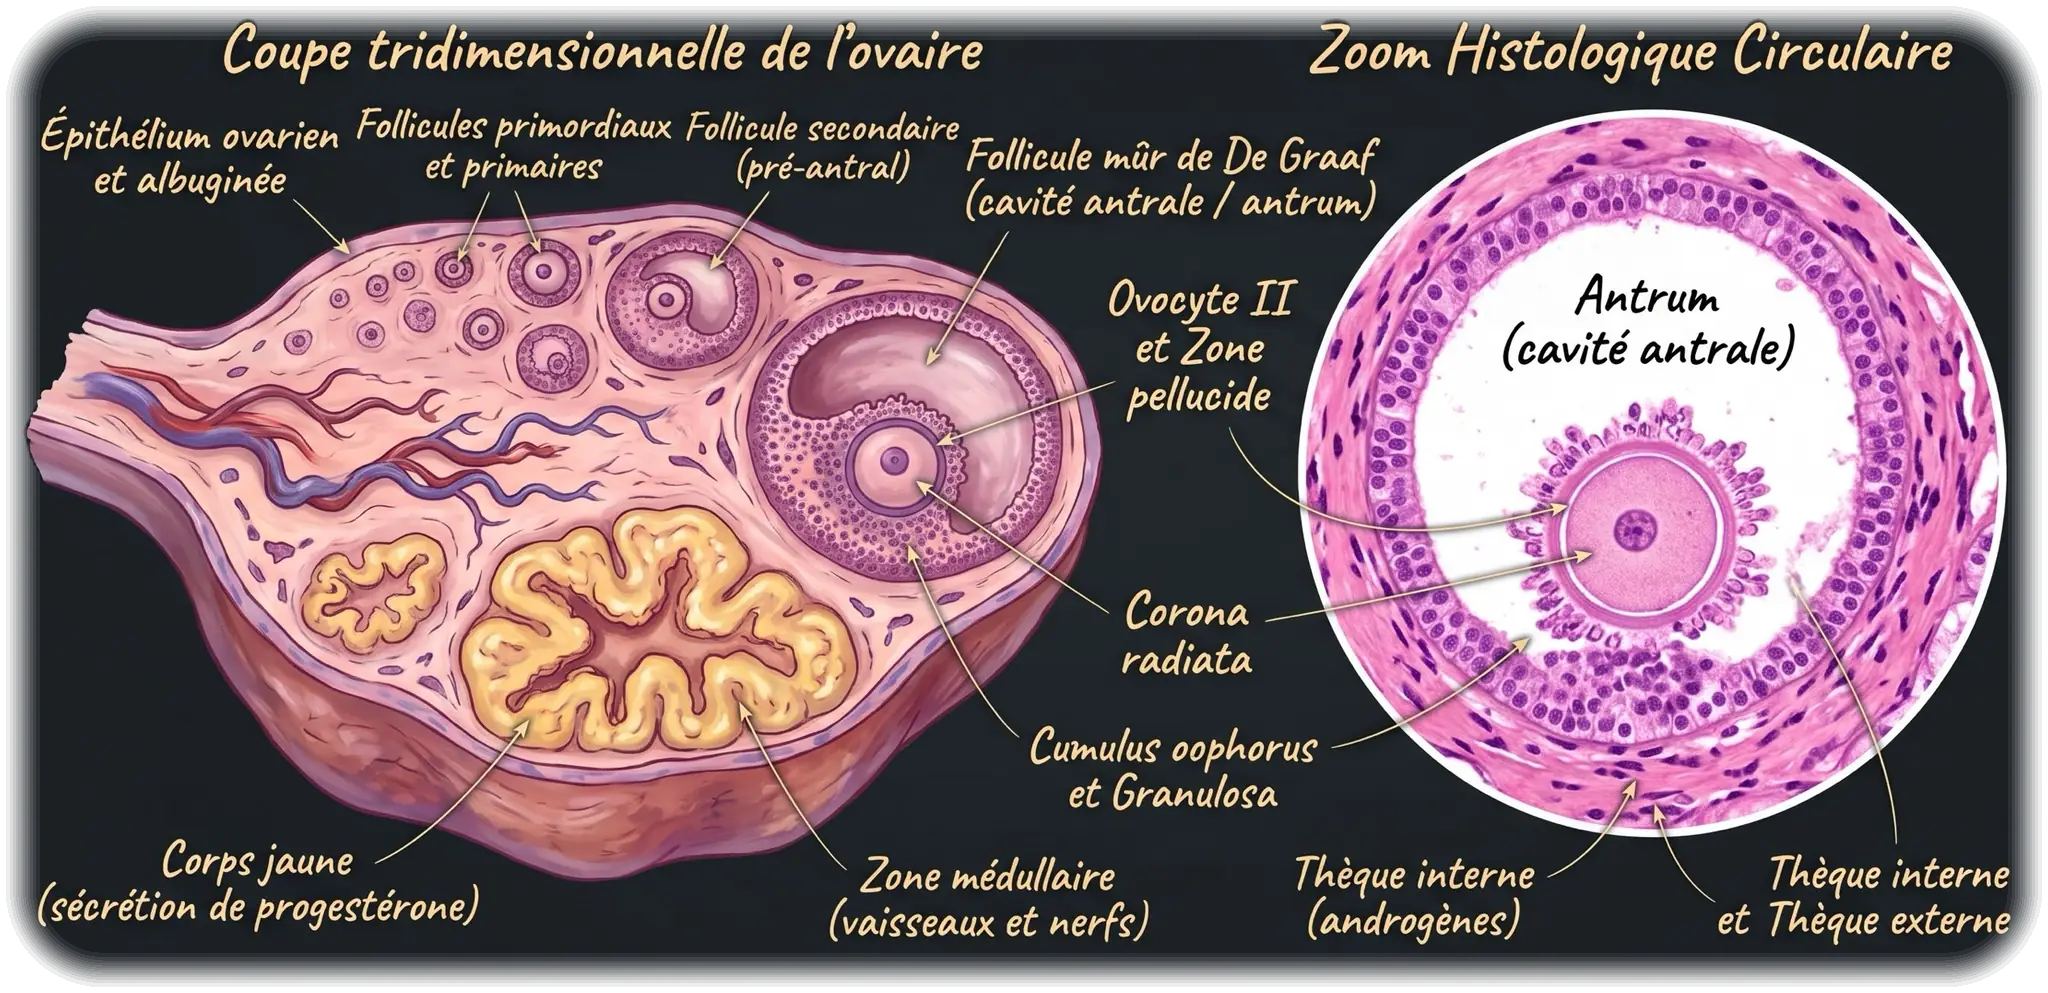 Coupe tridimensionnelle de l'ovaire
Zoom Histologique Circulaire
Épithélium ovarien
et albuginée
Follicules primordiaux
et primaires
Follicule secondaire
(pré-antral)
Follicule mûr de De Graaf
(cavité antrale / antrum)
Ovocyte II
et Zone
pellucide
Antrum
(cavité antrale)
Corona
radiata
Cumulus oophorus
et Granulosa
Corps jaune
(sécrétion de progestérone)
Zone médullaire
(vaisseaux et nerfs)
Thèque interne
(androgènes)
Thèque interne
et Thèque externe